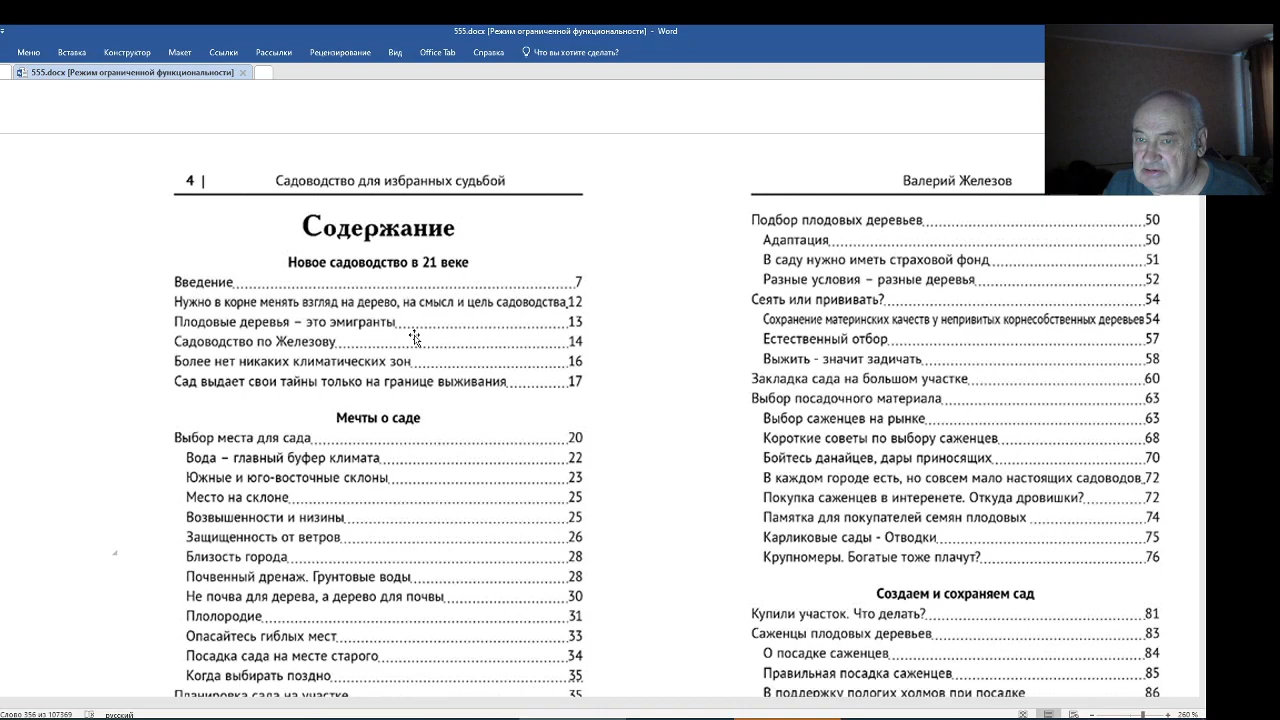 555.docx [Режим ограниченной функциональности] - Word
Меню Вставка Конструктор Макет Ссылки Рассылки Рецензирование Вид Office Tab Справка Что вы хотите сделать?
555.docx [Режим ограниченной функциональности]
4 | Садоводство для избранных судьбой
Содержание
Новое садоводство в 21 веке
Введение 7
Нужно в корне менять взгляд на дерево, на смысл и цель садоводства 12
Плодовые деревья – это эмигранты 13
Садоводство по Железову 14
Более нет никаких климатических зон 16
Сад выдает свои тайны только на границе выживания 17
Мечты о саде
Выбор места для сада 20
Вода – главный буфер климата 22
Южные и юго-восточные склоны 23
Место на склоне 25
Возвышенности и низины 25
Защищенность от ветров 26
Близость города 28
Почвенный дренаж. Грунтовые воды 28
Не почва для дерева, а дерево для почвы 30
Плолородие 31
Опасайтесь гиблых мест 33
Посадка сада на месте старого 34
Когда выбирать поздно 35
Планировка сада на участке 35
Валерий Железов
Подбор плодовых деревьев 50
Адаптация 50
В саду нужно иметь страховой фонд 51
Разные условия – разные деревья 52
Сеять или прививать? 54
Сохранение материнских качеств у непривитых корнесобственных деревьев 54
Естественный отбор 57
Выжить - значит задичать 58
Закладка сада на большом участке 60
Выбор посадочного материала 63
Выбор саженцев на рынке 63
Короткие советы по выбору саженцев 68
Бойтесь данайцев, дары приносящих 70
В каждом городе есть, но совсем мало настоящих садоводов 72
Покупка саженцев в интеренете. Откуда дровишки? 72
Памятка для покупателей семян плодовых 74
Карликовые сады - Отводки 75
Крупномеры. Богатые тоже плачут? 76
Создаем и сохраняем сад
Купили участок. Что делать? 81
Саженцы плодовых деревьев 83
О посадке саженцев 84
Правильная посадка саженцев 85
В поддержку пологих холмов при посадке 86
Слово 356 из 107369 русский 260 %